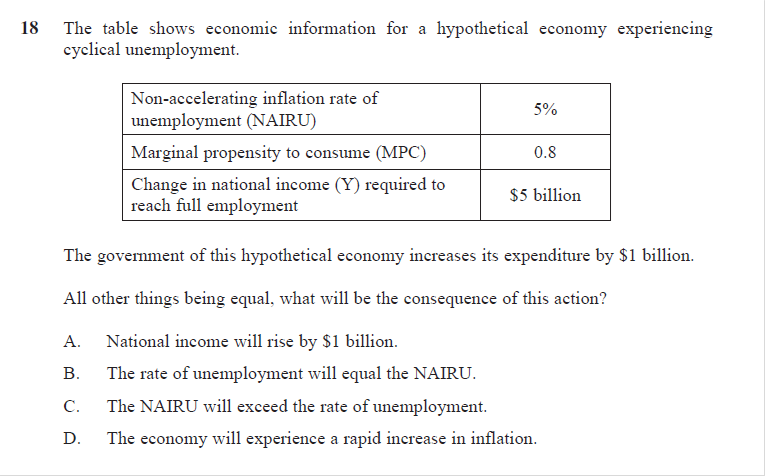 18 The table shows economic information for a hypothetical economy experiencing
cyclical unemployment.
Non-accelerating inflation rate of
unemployment (NAIRU)
5%
Marginal propensity to consume (MPC)
0.8
Change in national income (Y) required to
reach full employment
$5 billion
The government of this hypothetical economy increases its expenditure by $1 billion.
All other things being equal, what will be the consequence of this action?
A. National income will rise by $1 billion.
B. The rate of unemployment will equal the NAIRU.
C. The NAIRU will exceed the rate of unemployment.
D. The economy will experience a rapid increase in inflation.